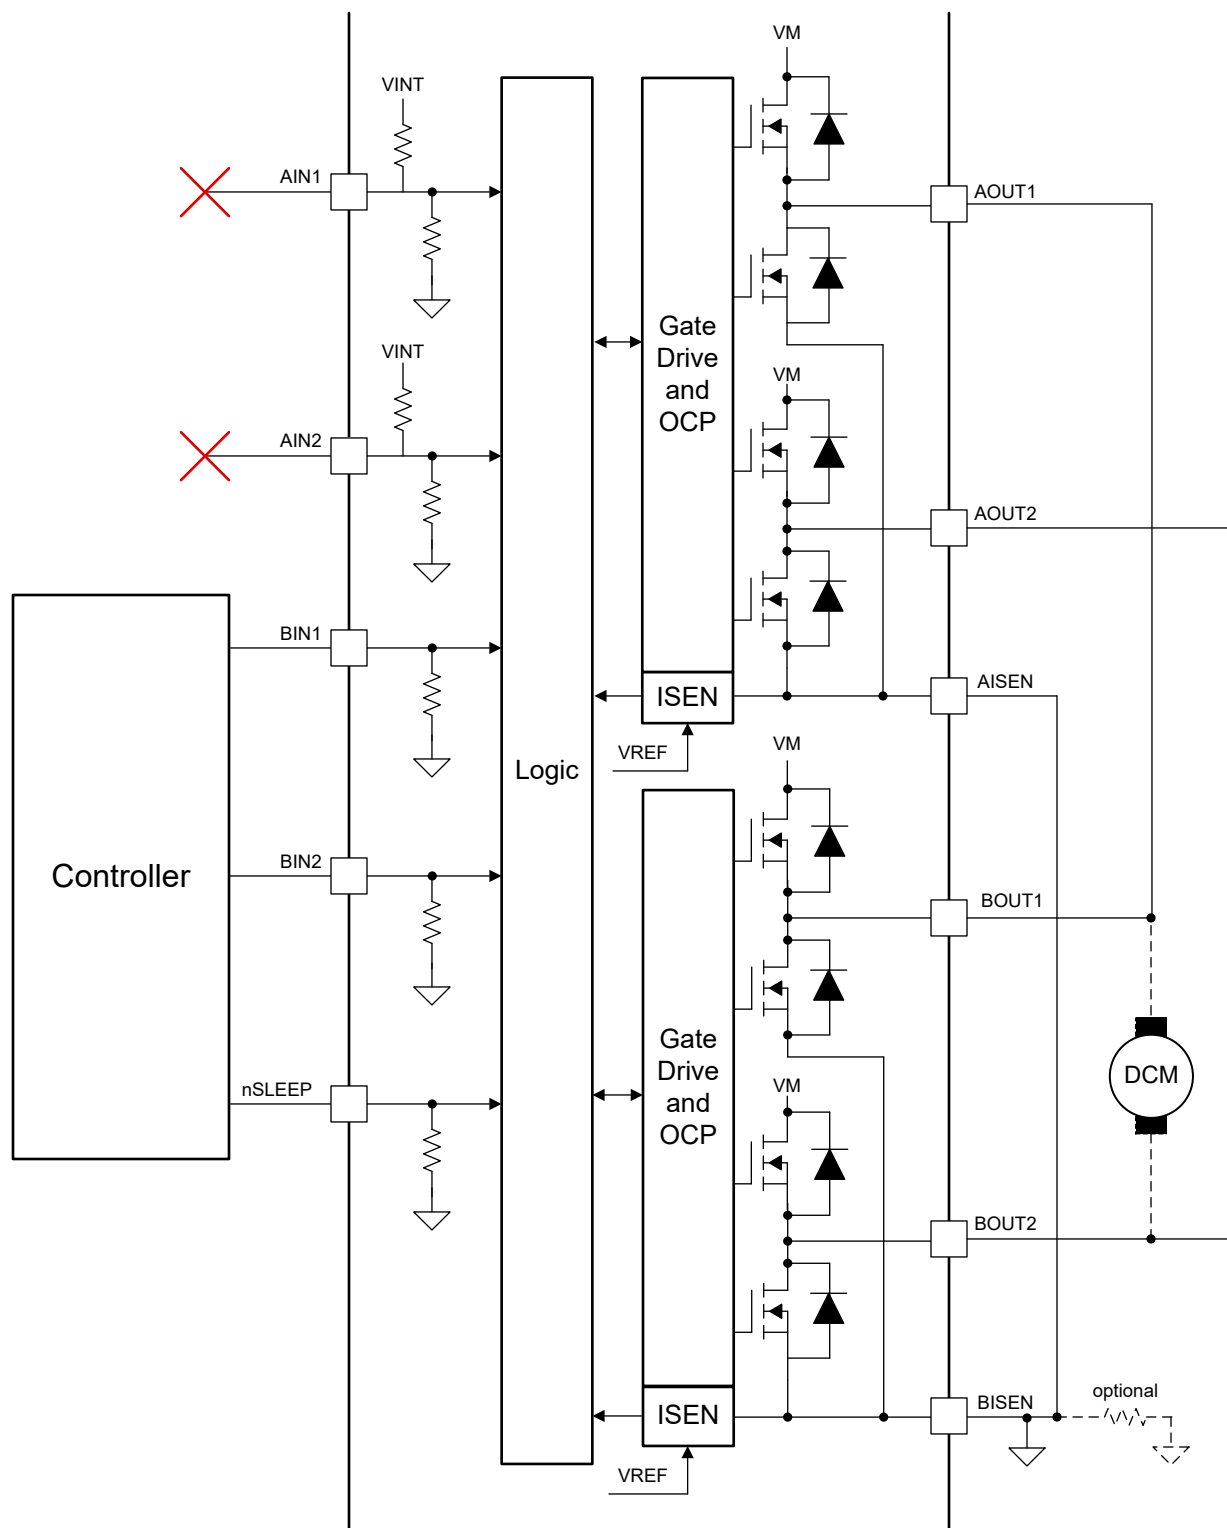 VM
VINT
AIN1
AOUT1
Gate
Drive
and
OCP
VINT
VM
AIN2
AOUT2
BIN1
AISEN
ISEN
VREF
VM
Logic
Controller
BIN2
BOUT1
Gate
Drive
and
OCP
nSLEEP
VM
DCM
BOUT2
optional
BISEN
ISEN
VREF